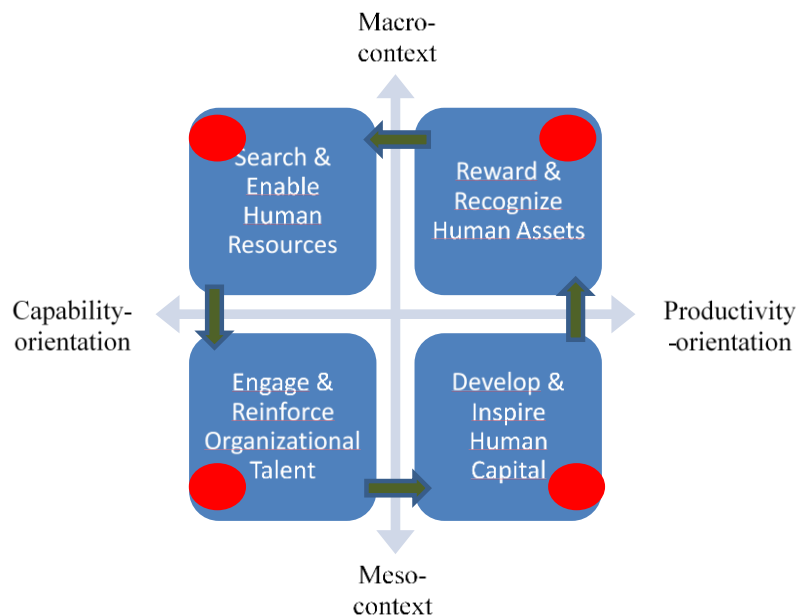 Macro-
context
Search &
Enable
Human
Resources
Reward &
Recognize
Human Assets
Capability-
orientation
Productivity
-orientation
Engage &
Reinforce
Organizational
Talent
Develop &
Inspire
Human
Capital
Meso-
context